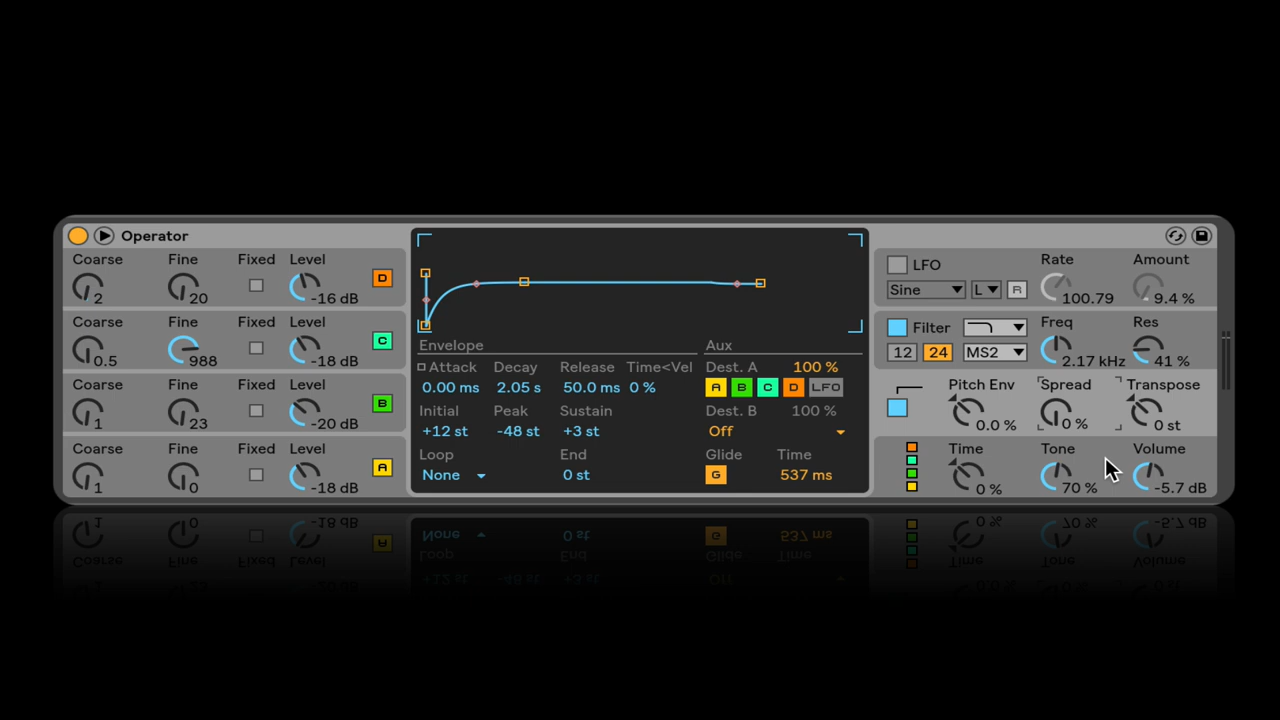 Operator
Coarse Fine Fixed Level
2 20 -16 dB D
Coarse Fine Fixed Level
0.5 988 -18 dB C
Coarse Fine Fixed Level
1 23 -20 dB B
Coarse Fine Fixed Level
1 0 -18 dB A
Envelope
Attack Decay Release Time<Vel
0.00 ms 2.05 s 50.0 ms 0 %
Initial Peak Sustain
+12 st -48 st +3 st
Loop End
None 0 st
Aux
Dest. A 100 %
A B C D LFO
Dest. B 100 %
Off
Glide Time
G 537 ms
LFO Rate Amount
Sine L R 100.79 9.4 %
Filter Freq Res
12 24 MS2 2.17 kHz 41 %
Pitch Env Spread Transpose
0.0 % 0 % 0 st
Time Tone Volume
0 % 70 % -5.7 dB